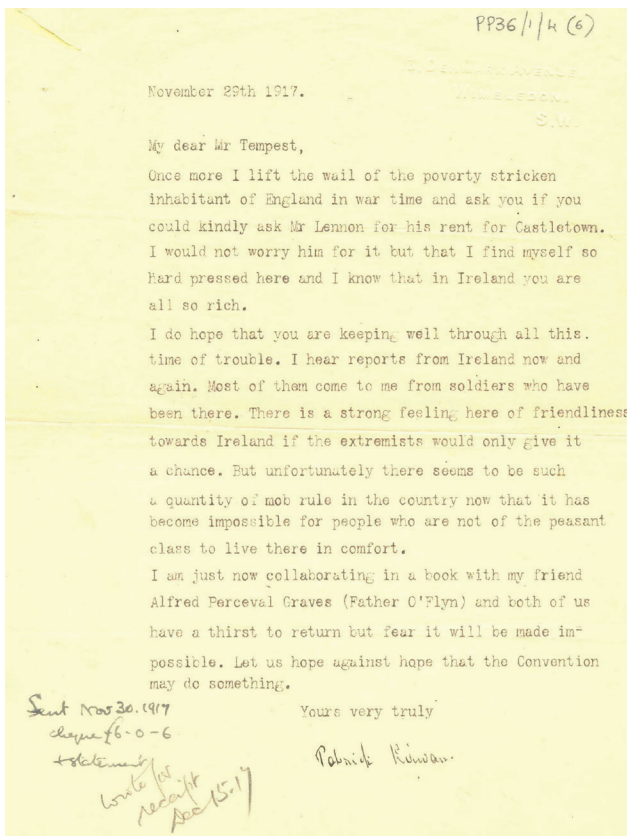 PP36/1/4 (6)
DENMARK AVENUE
WIMBLEDON.
S.W.
November 29th 1917.
My dear Mr Tempest,
Once more I lift the wail of the poverty stricken
inhabitant of England in war time and ask you if you
could kindly ask Mr Lennon for his rent for Castletown.
I would not worry him for it but that I find myself so
hard pressed here and I know that in Ireland you are
all so rich.
I do hope that you are keeping well through all this.
time of trouble. I hear reports from Ireland now and
again. Most of them come to me from soldiers who have
been there. There is a strong feeling here of friendliness
towards Ireland if the extremists would only give it
a chance. But unfortunately there seems to be such
a quantity of mob rule in the country now that it has
become impossible for people who are not of the peasant
class to live there in comfort.
I am just now collaborating in a book with my friend
Alfred Perceval Graves (Father O'Flyn) and both of us
have a thirst to return but fear it will be made im-
possible. Let us hope against hope that the Convention
may do something.
Yours very truly
Patrick Kirwan.
Sent Nov 30. 1917
cheque £6-0-6
+ statement
wrote for
receipt
Dec 15. 17